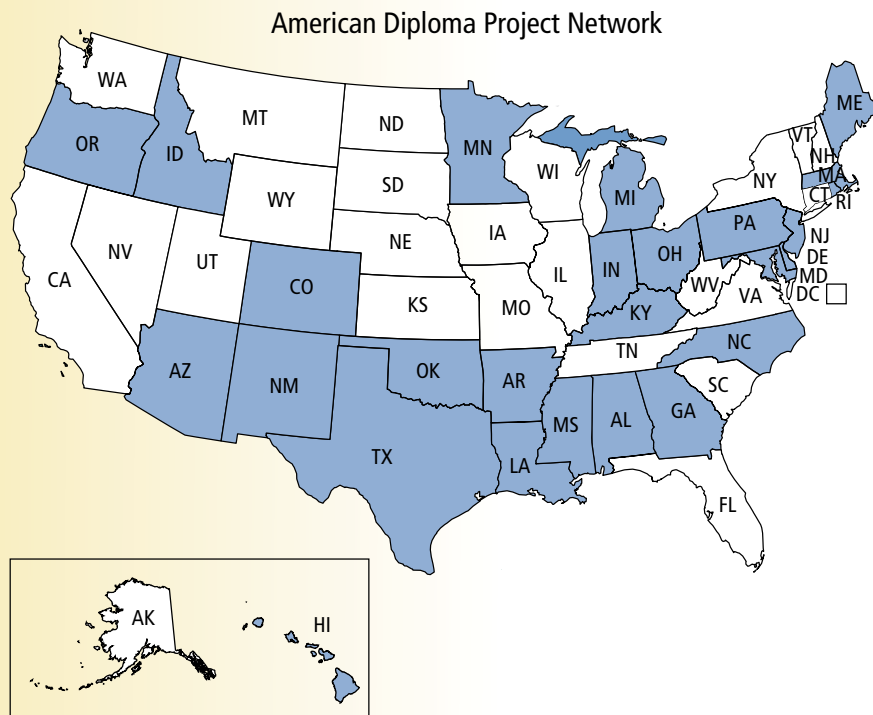 American Diploma Project Network
WA
MT
ND
MN
ME
VT
NH
OR
ID
SD
WI
MI
NY
MA
CT
RI
WY
NE
IA
PA
NJ
NV
UT
CO
IL
IN
OH
DE
MD
DC
CA
KS
MO
WV
VA
KY
AZ
NM
OK
AR
TN
NC
SC
TX
LA
MS
AL
GA
FL
AK
HI